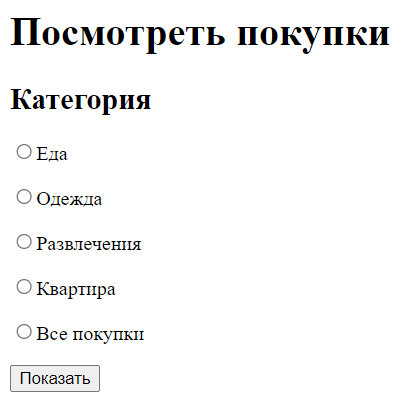 Посмотреть покупки
Категория
Еда
Одежда
Развлечения
Квартира
Все покупки
Показать